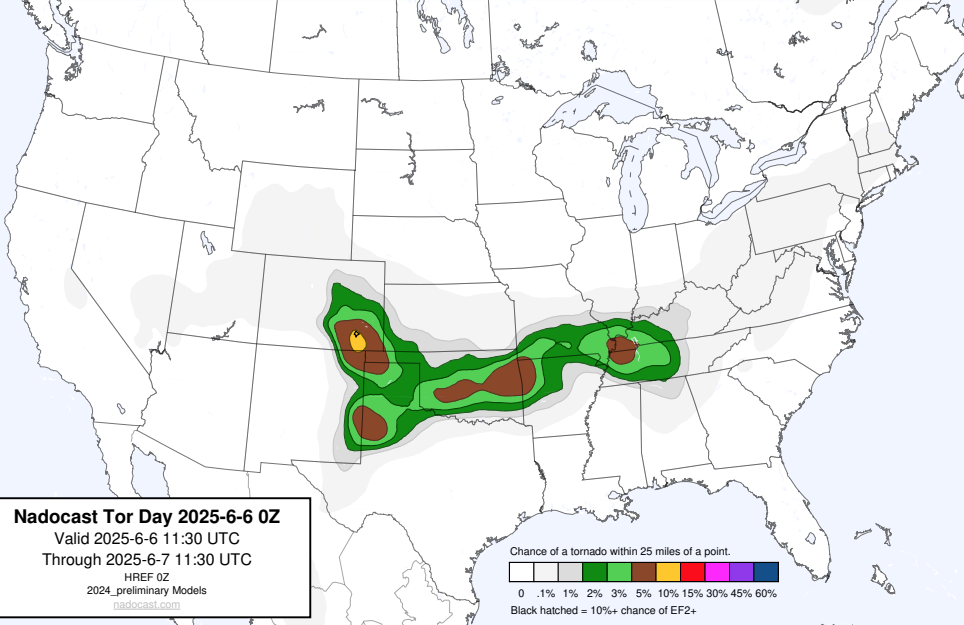 Nadocast Tor Day 2025-6-6 0Z
Valid 2025-6-6 11:30 UTC
Through 2025-6-7 11:30 UTC
HREF 0Z
2024_preliminary Models
nadocast.com
Chance of a tornado within 25 miles of a point.
0 .1% 1% 2% 3% 5% 10% 15% 30% 45% 60%
Black hatched = 10%+ chance of EF2+